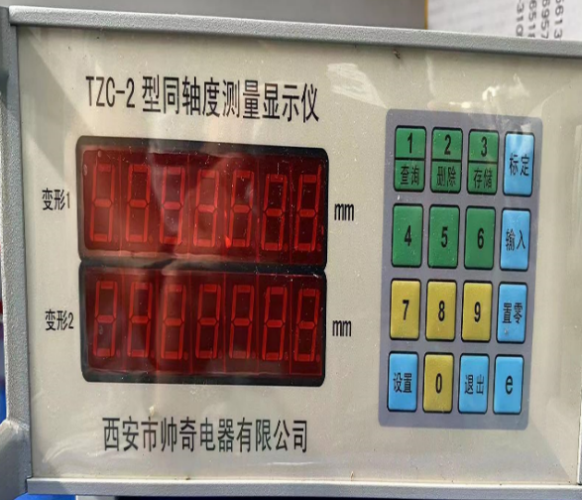 TZC-2 型同轴度测量显示仪
变形1
mm
变形2
mm
西安市帅奇电器有限公司
1 2 3 标定
查询 删除 存储
4 5 6 输入
7 8 9 置零
设置 0 退出 e